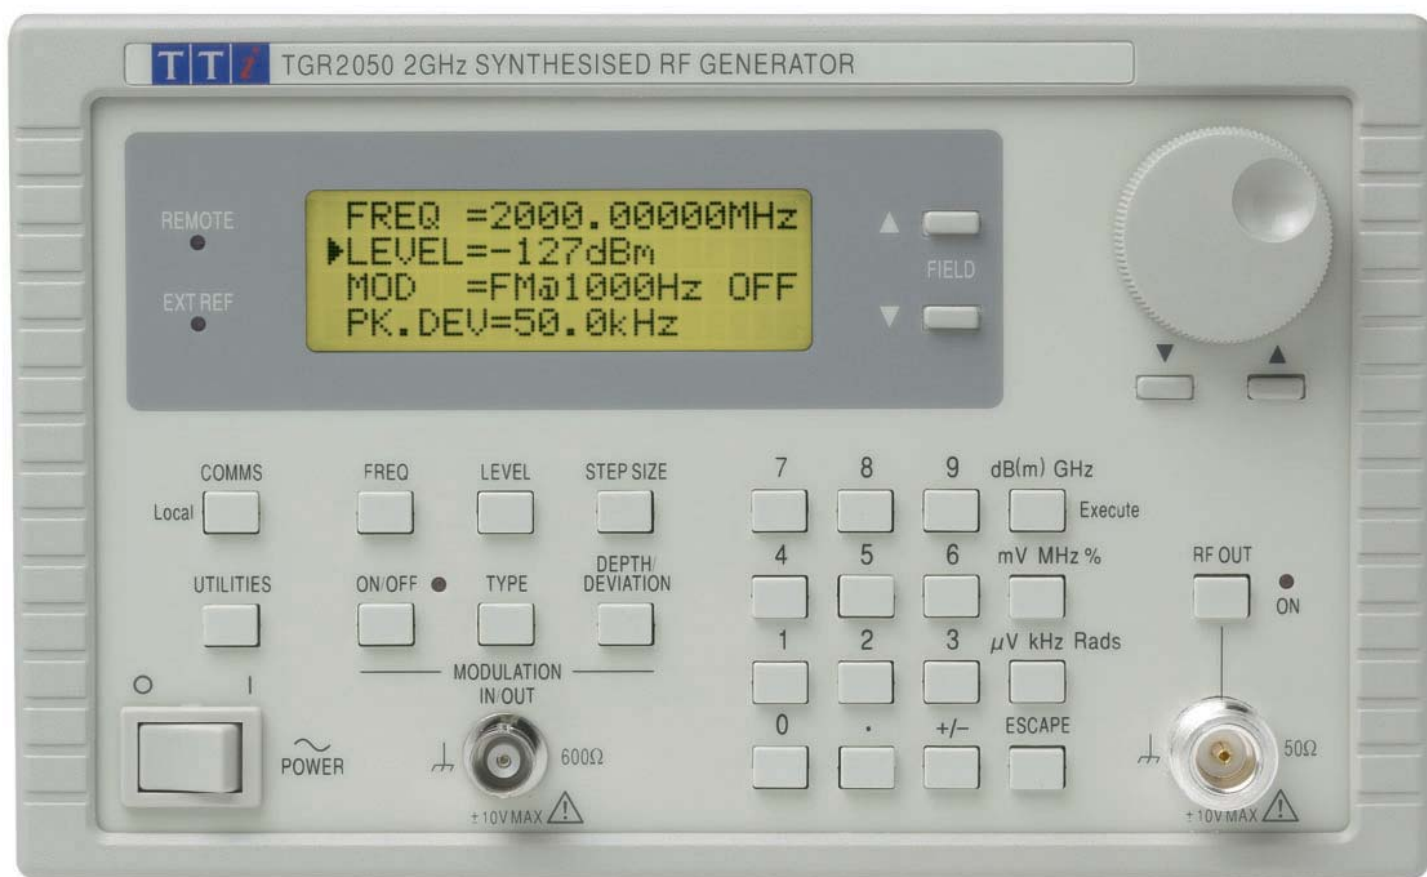 TTi TGR2050 2GHz SYNTHESISED RF GENERATOR
REMOTE
EXT REF
FREQ =2000.00000MHz
LEVEL=-127dBm
MOD =FM@1000Hz OFF
PK.DEV=50.0kHz
FIELD
COMMS
Local
FREQ
LEVEL
STEP SIZE
UTILITIES
ON/OFF
TYPE
DEPTH/
DEVIATION
MODULATION
IN/OUT
600Ω
±10V MAX
O I
POWER
7 8 9 dB(m) GHz
Execute
4 5 6 mV MHz %
1 2 3 µV kHz Rads
0 . +/− ESCAPE
RF OUT
ON
50Ω
±10V MAX